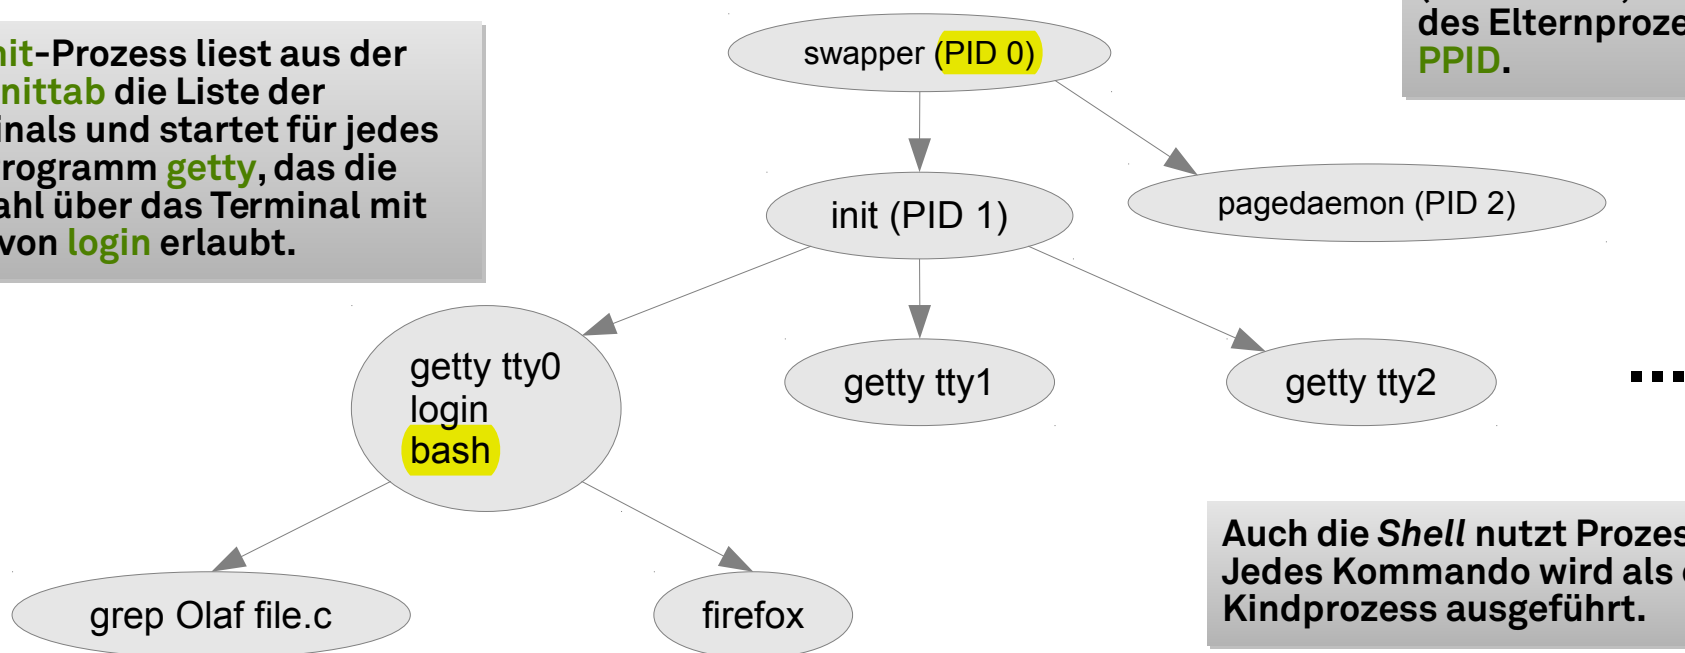 nit-Prozess liest aus der
nittab die Liste der
inals und startet für jedes
rogramm getty, das die
ahl über das Terminal mit
von login erlaubt.
swapper (PID 0)
des Elternproze
PPID.
init (PID 1)
pagedaemon (PID 2)
getty tty0
login
bash
getty tty1
getty tty2
....
Auch die Shell nutzt Prozes
Jedes Kommando wird als
Kindprozess ausgeführt.
grep Olaf file.c
firefox